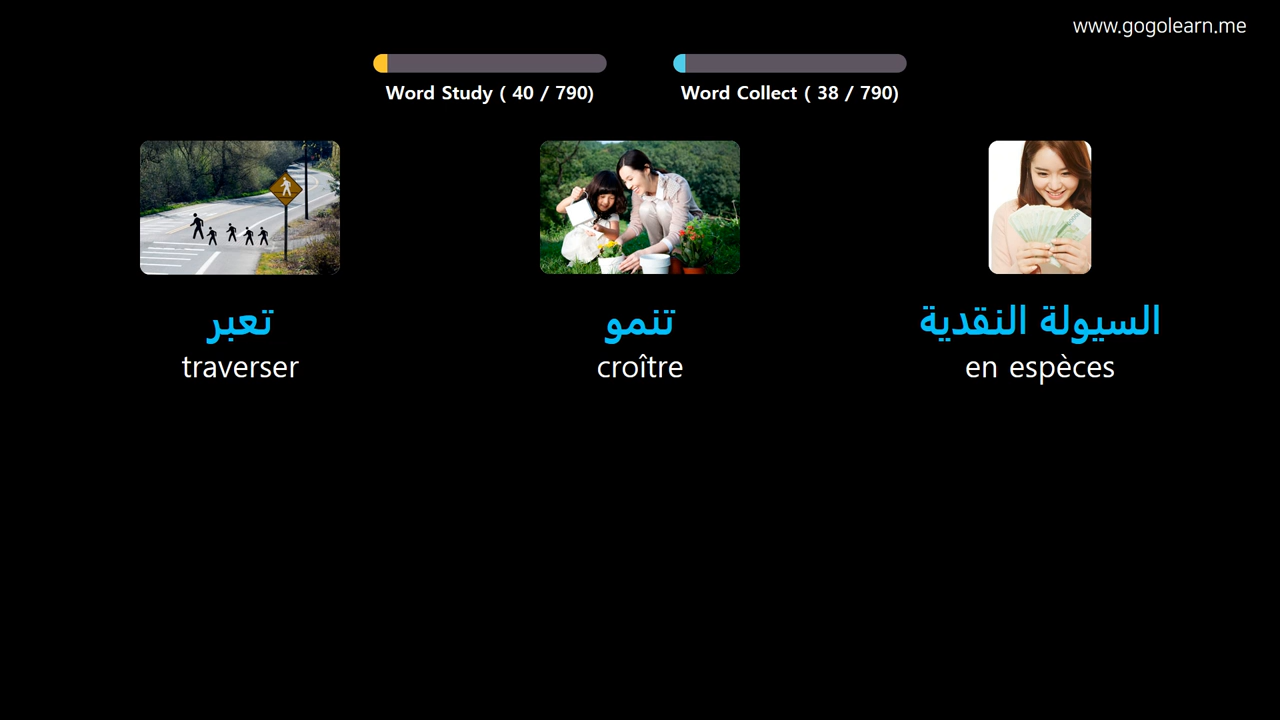 www.gogolearn.me
Word Study ( 40 / 790)
Word Collect ( 38 / 790)
تعبر
traverser
تنمو
croître
السيولة النقدية
en espèces